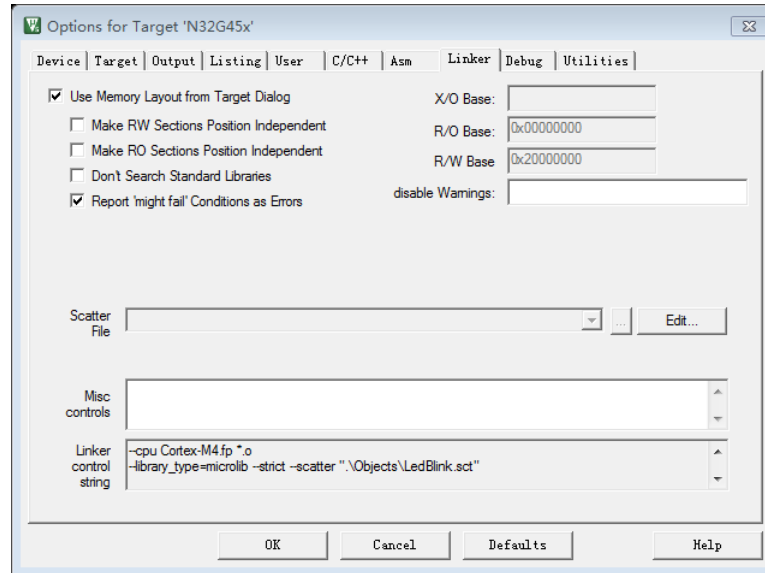 Options for Target 'N32G45x'
Device Target Output Listing User C/C++ Asm Linker Debug Utilities
Use Memory Layout from Target Dialog
Make RW Sections Position Independent
Make RO Sections Position Independent
Don't Search Standard Libraries
Report 'might fail' Conditions as Errors
X/O Base:
R/O Base: 0x00000000
R/W Base 0x20000000
disable Warnings:
Scatter
File
...
Edit...
Misc
controls
Linker
control
string
--cpu Cortex-M4.fp *.o
--library_type=microlib --strict --scatter ".\Objects\LedBlink.sct"
OK Cancel Defaults Help